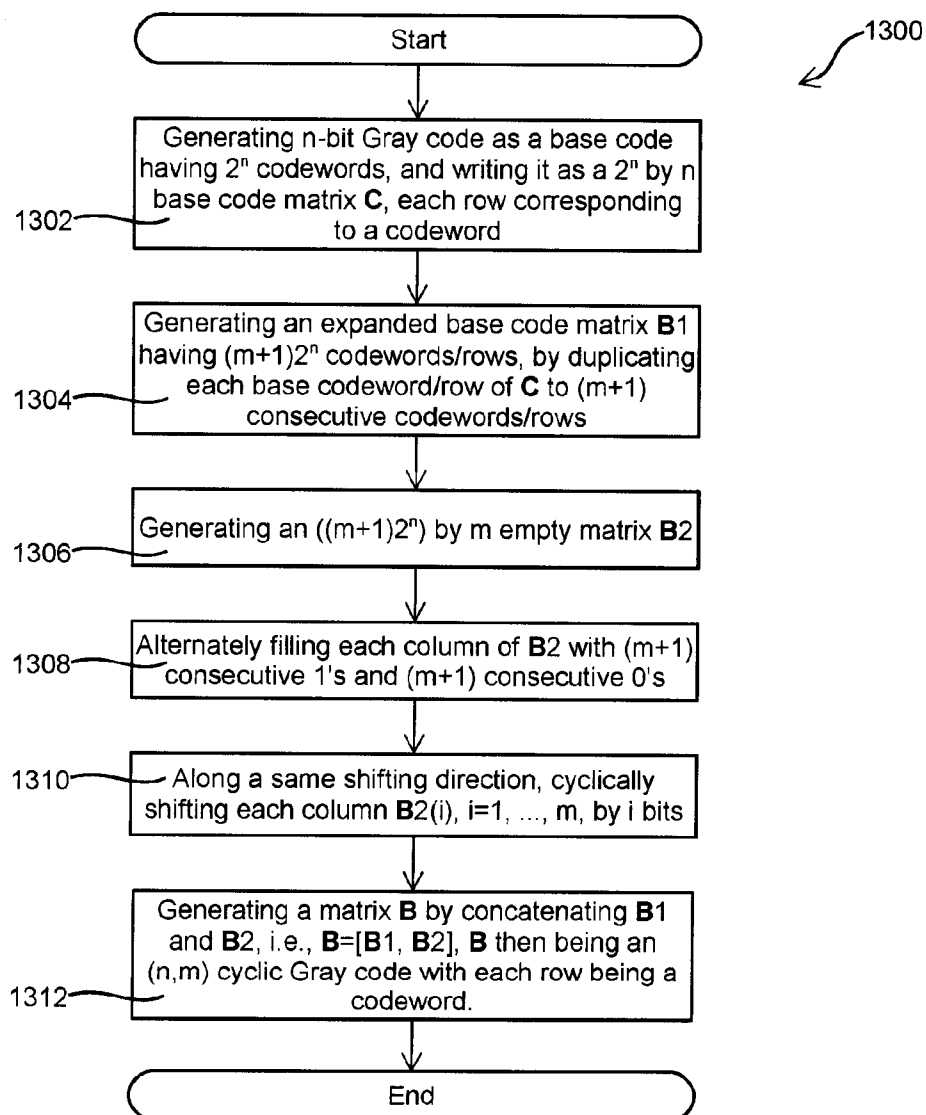 Start
1300
Generating n-bit Gray code as a base code
having 2ⁿ codewords, and writing it as a 2ⁿ by n
base code matrix C, each row corresponding
to a codeword
1302
Generating an expanded base code matrix B1
having (m+1)2ⁿ codewords/rows, by duplicating
each base codeword/row of C to (m+1)
consecutive codewords/rows
1304
Generating an ((m+1)2ⁿ) by m empty matrix B2
1306
Alternately filling each column of B2 with (m+1)
consecutive 1's and (m+1) consecutive 0's
1308
Along a same shifting direction, cyclically
shifting each column B2(i), i=1, ..., m, by i bits
1310
Generating a matrix B by concatenating B1
and B2, i.e., B=[B1, B2], B then being an
(n,m) cyclic Gray code with each row being a
codeword.
1312
End